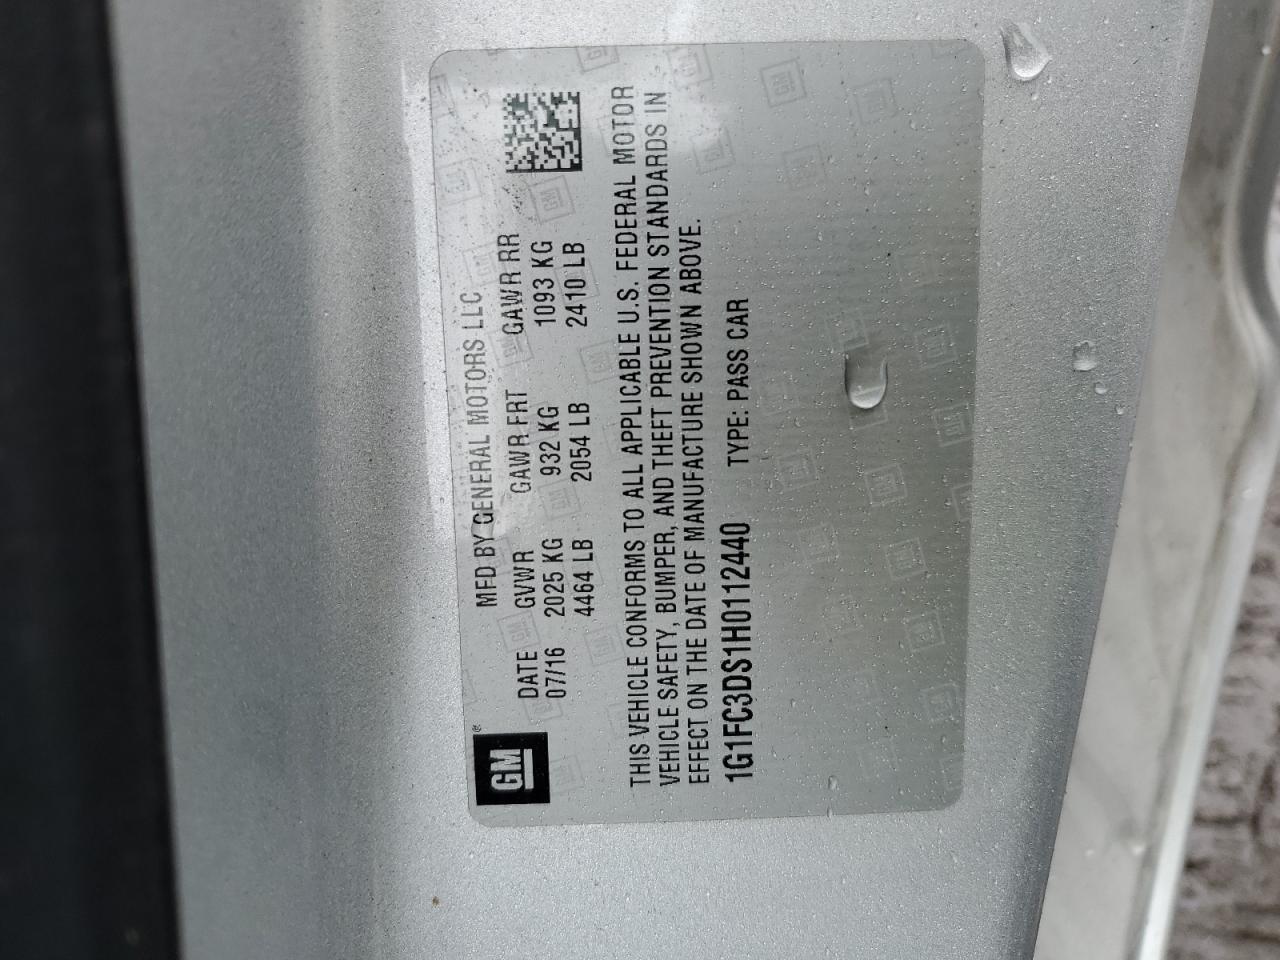 GM ®
MFD BY GENERAL MOTORS LLC
DATE GVWR GAWR FRT GAWR RR
07/16 2025 KG 932 KG 1093 KG
4464 LB 2054 LB 2410 LB
THIS VEHICLE CONFORMS TO ALL APPLICABLE U.S. FEDERAL MOTOR
VEHICLE SAFETY, BUMPER, AND THEFT PREVENTION STANDARDS IN
EFFECT ON THE DATE OF MANUFACTURE SHOWN ABOVE.
1G1FC3DS1H0112440 TYPE: PASS CAR